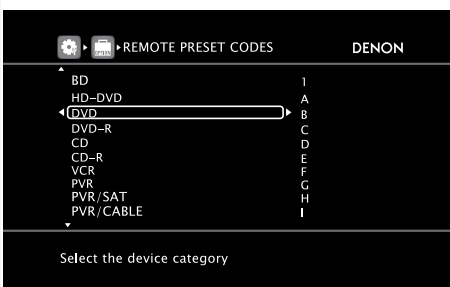 OPTION REMOTE PRESET CODES DENON
BD 1
HD-DVD A
DVD B
DVD-R C
CD D
CD-R E
VCR F
PVR G
PVR/SAT H
PVR/CABLE I
Select the device category